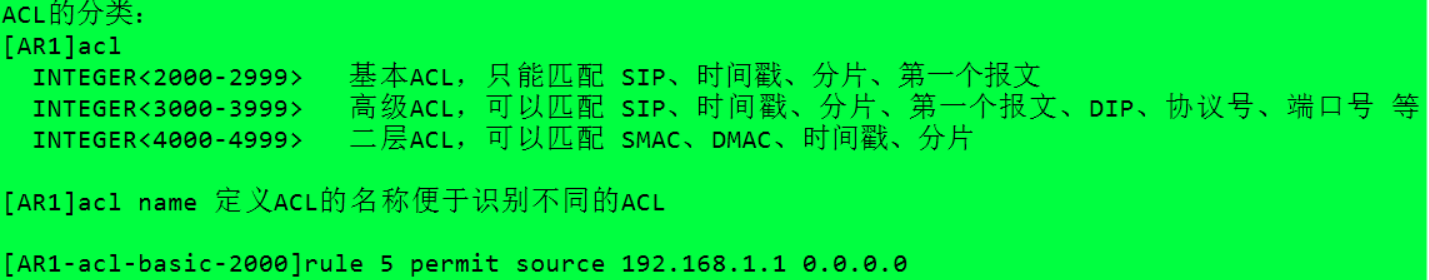 ACL的分类：
[AR1]acl
INTEGER<2000-2999> 基本ACL，只能匹配 SIP、时间戳、分片、第一个报文
INTEGER<3000-3999> 高级ACL，可以匹配 SIP、时间戳、分片、第一个报文、DIP、协议号、端口号 等
INTEGER<4000-4999> 二层ACL，可以匹配 SMAC、DMAC、时间戳、分片
[AR1]acl name 定义ACL的名称便于识别不同的ACL
[AR1-acl-basic-2000]rule 5 permit source 192.168.1.1 0.0.0.0